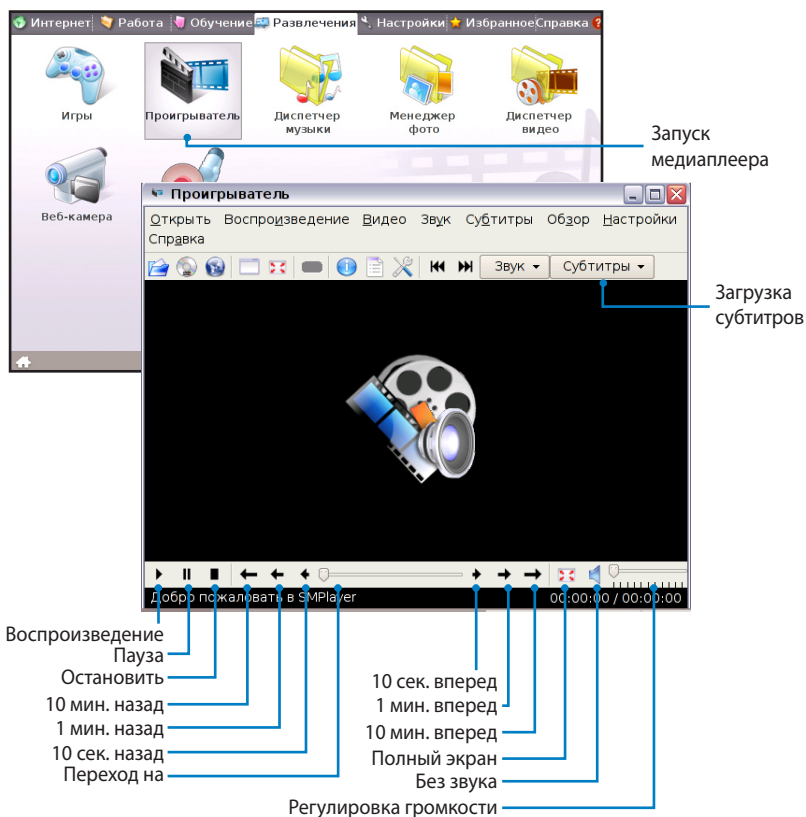 Интернет Работа Обучение Развлечения Настройки Избранное Справка
Игры
Проигрыватель
Диспетчер
музыки
Менеджер
фото
Диспетчер
видео
Запуск
медиаплеера
Веб-камера
Проигрыватель
Открыть Воспроизведение Видео Звук Субтитры Обзор Настройки
Справка
Звук Субтитры
Загрузка
субтитров
Добро пожаловать в SMPlayer 00:00:00 / 00:00:00
Воспроизведение
Пауза
Остановить
10 мин. назад
1 мин. назад
10 сек. назад
Переход на
10 сек. вперед
1 мин. вперед
10 мин. вперед
Полный экран
Без звука
Регулировка громкости